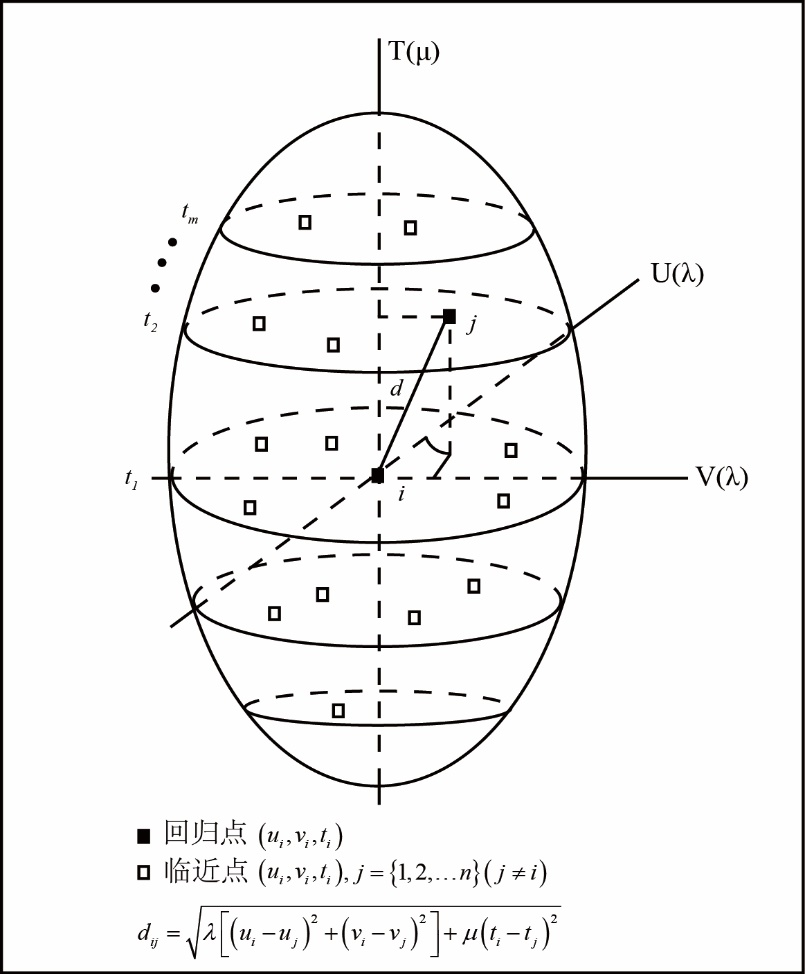 T(μ)
t_m
U(λ)
t_2
j
d
t_1
i
V(λ)
■ 回归点 (u_i, v_i, t_i)
□ 临近点 (u_i, v_i, t_i), j = {1, 2, …n}( j ≠ i)
d_ij = √(λ[(u_i − u_j)^2 + (v_i − v_j)^2] + μ(t_i − t_j)^2)